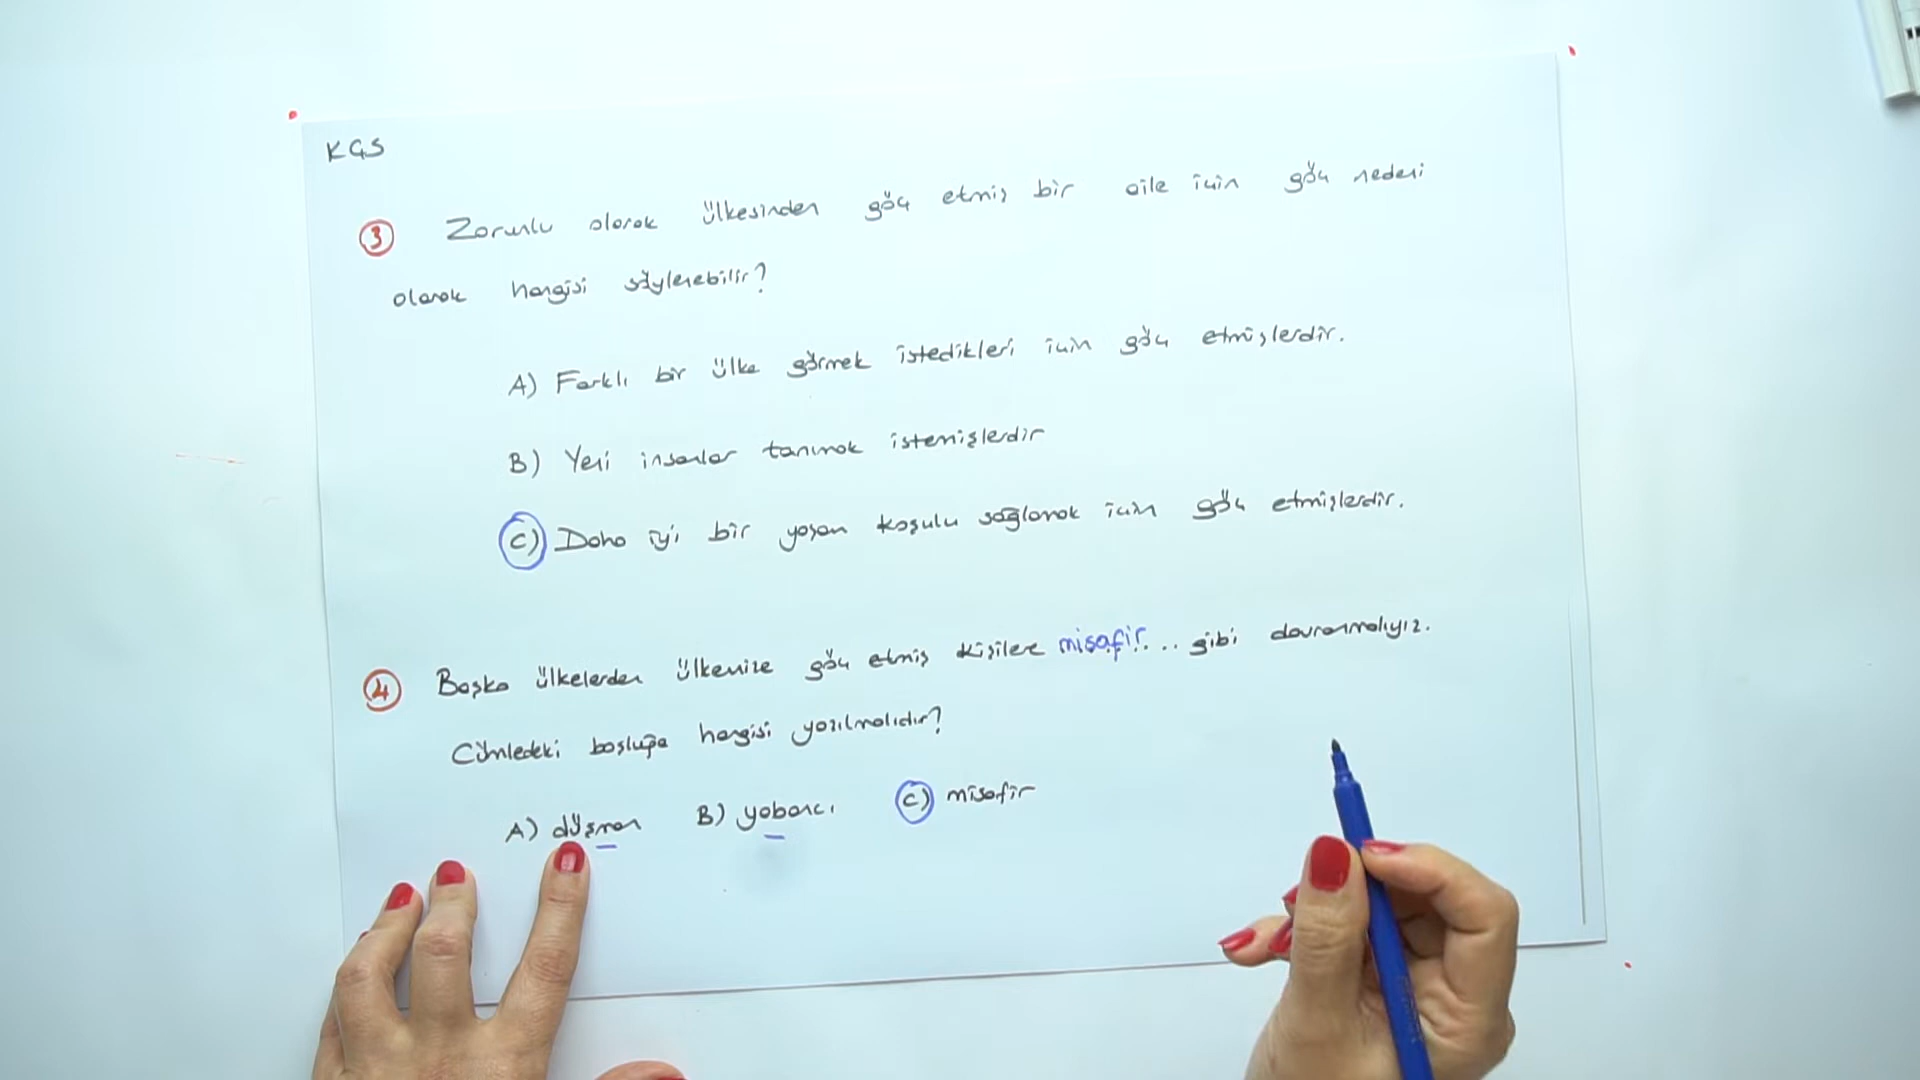 KGS
3 Zorunlu olarak ülkesinden göç etmiş bir aile için göç nedeni
olarak hangisi söylenebilir?
A) Farklı bir ülke görmek istedikleri için göç etmişlerdir.
B) Yeni insanlar tanımak istemişlerdir
C) Daha iyi bir yaşam koşulu sağlamak için göç etmişlerdir.
4 Başka ülkelerden ülkemize göç etmiş kişilere misafir... gibi davranmalıyız.
Cümledeki boşluğa hangisi yazılmalıdır?
A) düşman B) yabancı C) misafir